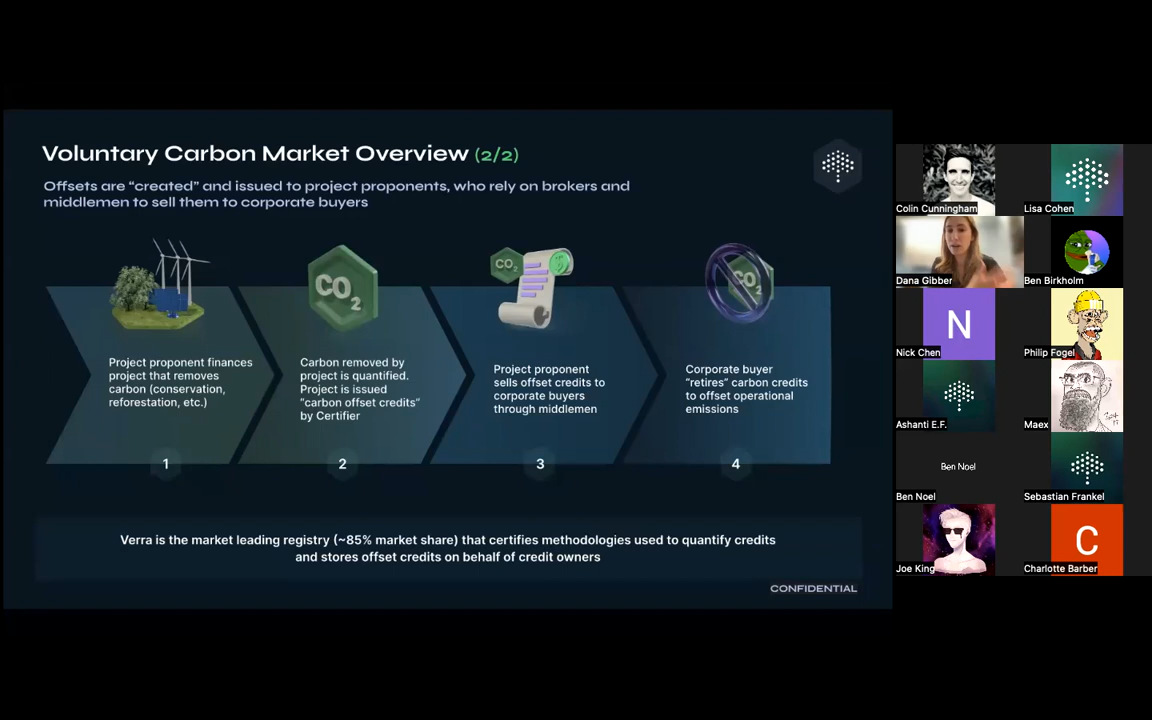 Voluntary Carbon Market Overview (2/2)
Offsets are “created” and issued to project proponents, who rely on brokers and
middlemen to sell them to corporate buyers
CO2
CO2
CO2
Project proponent finances
project that removes
carbon (conservation,
reforestation, etc.)
1
Carbon removed by
project is quantified.
Project is issued
“carbon offset credits”
by Certifier
2
Project proponent
sells offset credits to
corporate buyers
through middlemen
3
Corporate buyer
“retires” carbon credits
to offset operational
emissions
4
Verra is the market leading registry (~85% market share) that certifies methodologies used to quantify credits
and stores offset credits on behalf of credit owners
CONFIDENTIAL
Colin Cunningham
Lisa Cohen
Dana Gibber
Ben Birkholm
N
Nick Chen
Philip Fogel
Ashanti E.F.
Maex
Ben Noel
Ben Noel
Sebastian Frankel
Joe King
C
Charlotte Barber